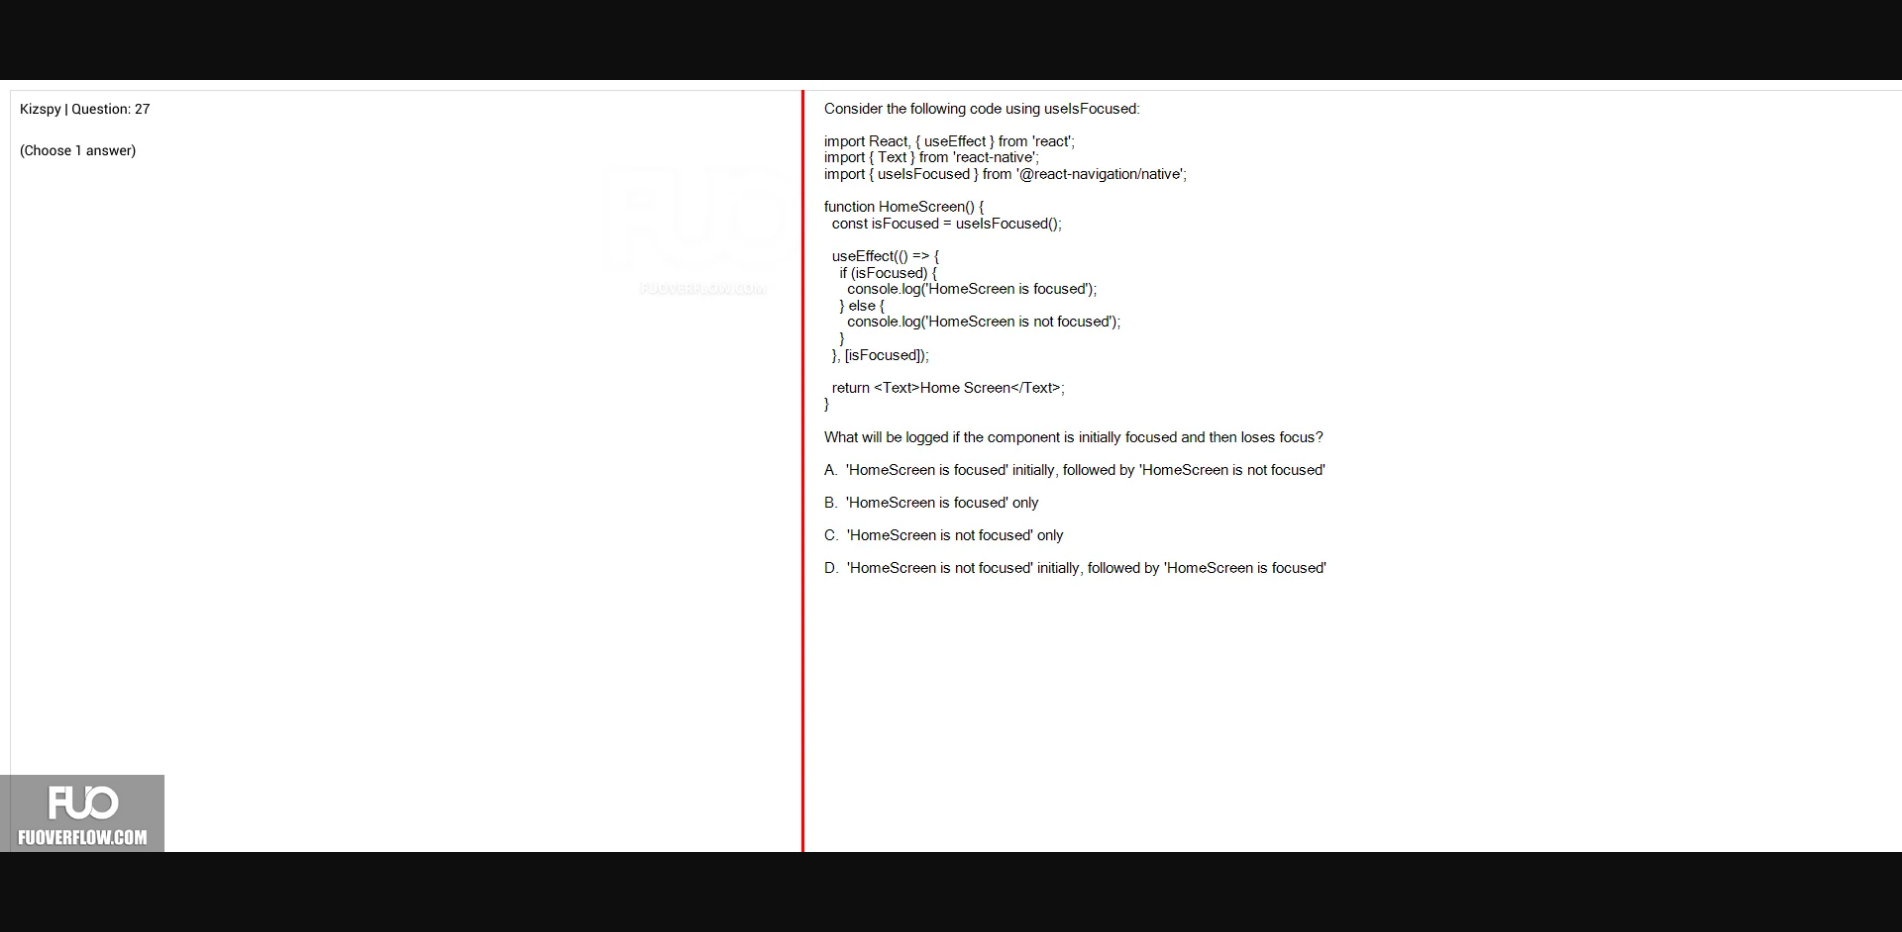 Kizspy | Question: 27
(Choose 1 answer)
FUO
FUOVERFLOW.COM
Consider the following code using useIsFocused:
import React, { useEffect } from 'react';
import { Text } from 'react-native';
import { useIsFocused } from '@react-navigation/native';
function HomeScreen() {
const isFocused = useIsFocused();
useEffect(() => {
if (isFocused) {
console.log('HomeScreen is focused');
} else {
console.log('HomeScreen is not focused');
}
}, [isFocused]);
return <Text>Home Screen</Text>;
}
What will be logged if the component is initially focused and then loses focus?
A. 'HomeScreen is focused' initially, followed by 'HomeScreen is not focused'
B. 'HomeScreen is focused' only
C. 'HomeScreen is not focused' only
D. 'HomeScreen is not focused' initially, followed by 'HomeScreen is focused'
FUO
FUOVERFLOW.COM